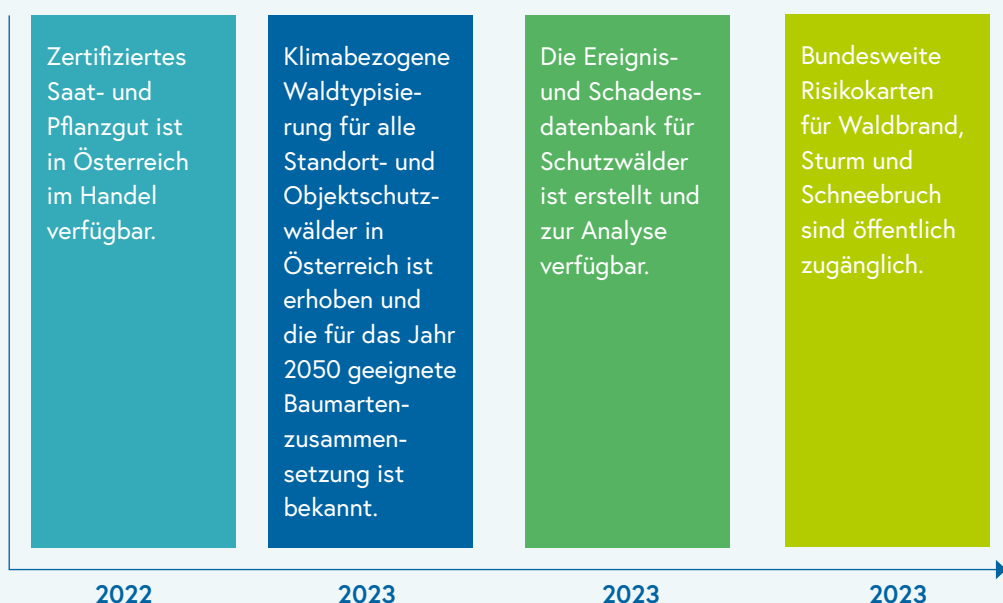 Zertifiziertes
Saat- und
Pflanzgut ist
in Österreich
im Handel
verfügbar.
Klimabezogene
Waldtypisie-
rung für alle
Standort- und
Objektschutz-
wälder in
Österreich ist
erhoben und
die für das Jahr
2050 geeignete
Baumarten-
zusammen-
setzung ist
bekannt.
Die Ereignis-
und Schadens-
datenbank für
Schutzwälder
ist erstellt und
zur Analyse
verfügbar.
Bundesweite
Risikokarten
für Waldbrand,
Sturm und
Schneebruch
sind öffentlich
zugänglich.
2022
2023
2023
2023